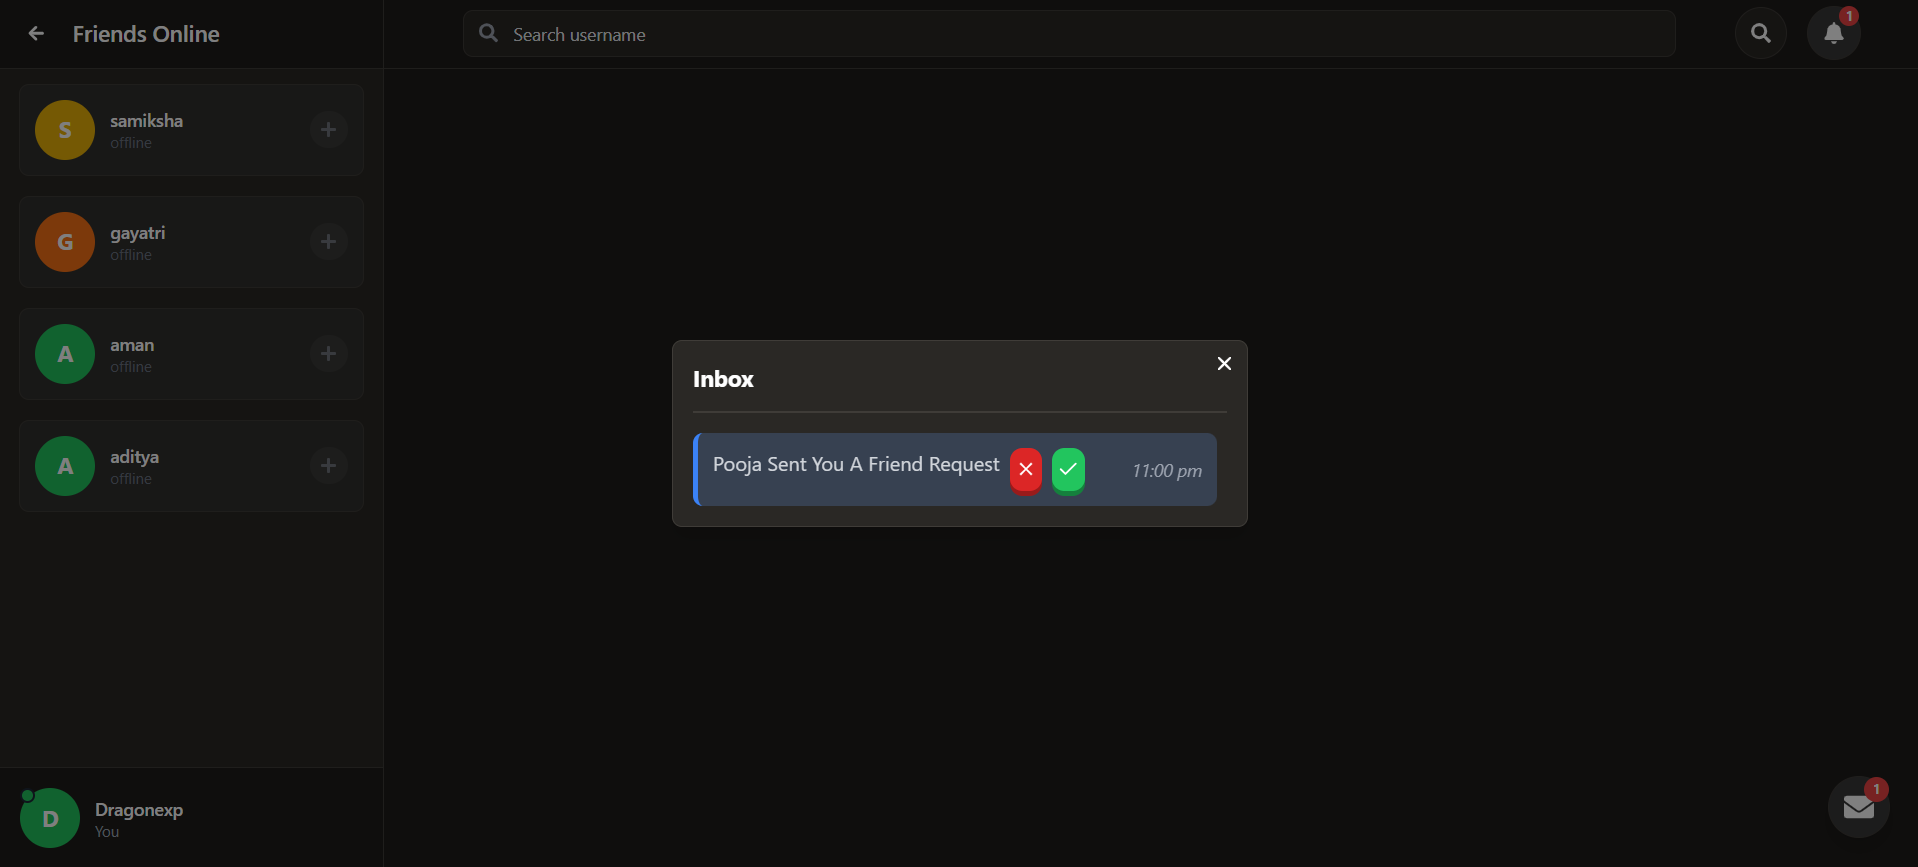 Friends Online
Search username
1
S
samiksha
offline
G
gayatri
offline
A
aman
offline
A
aditya
offline
Inbox
Pooja Sent You A Friend Request
11:00 pm
D
Dragonexp
You
1